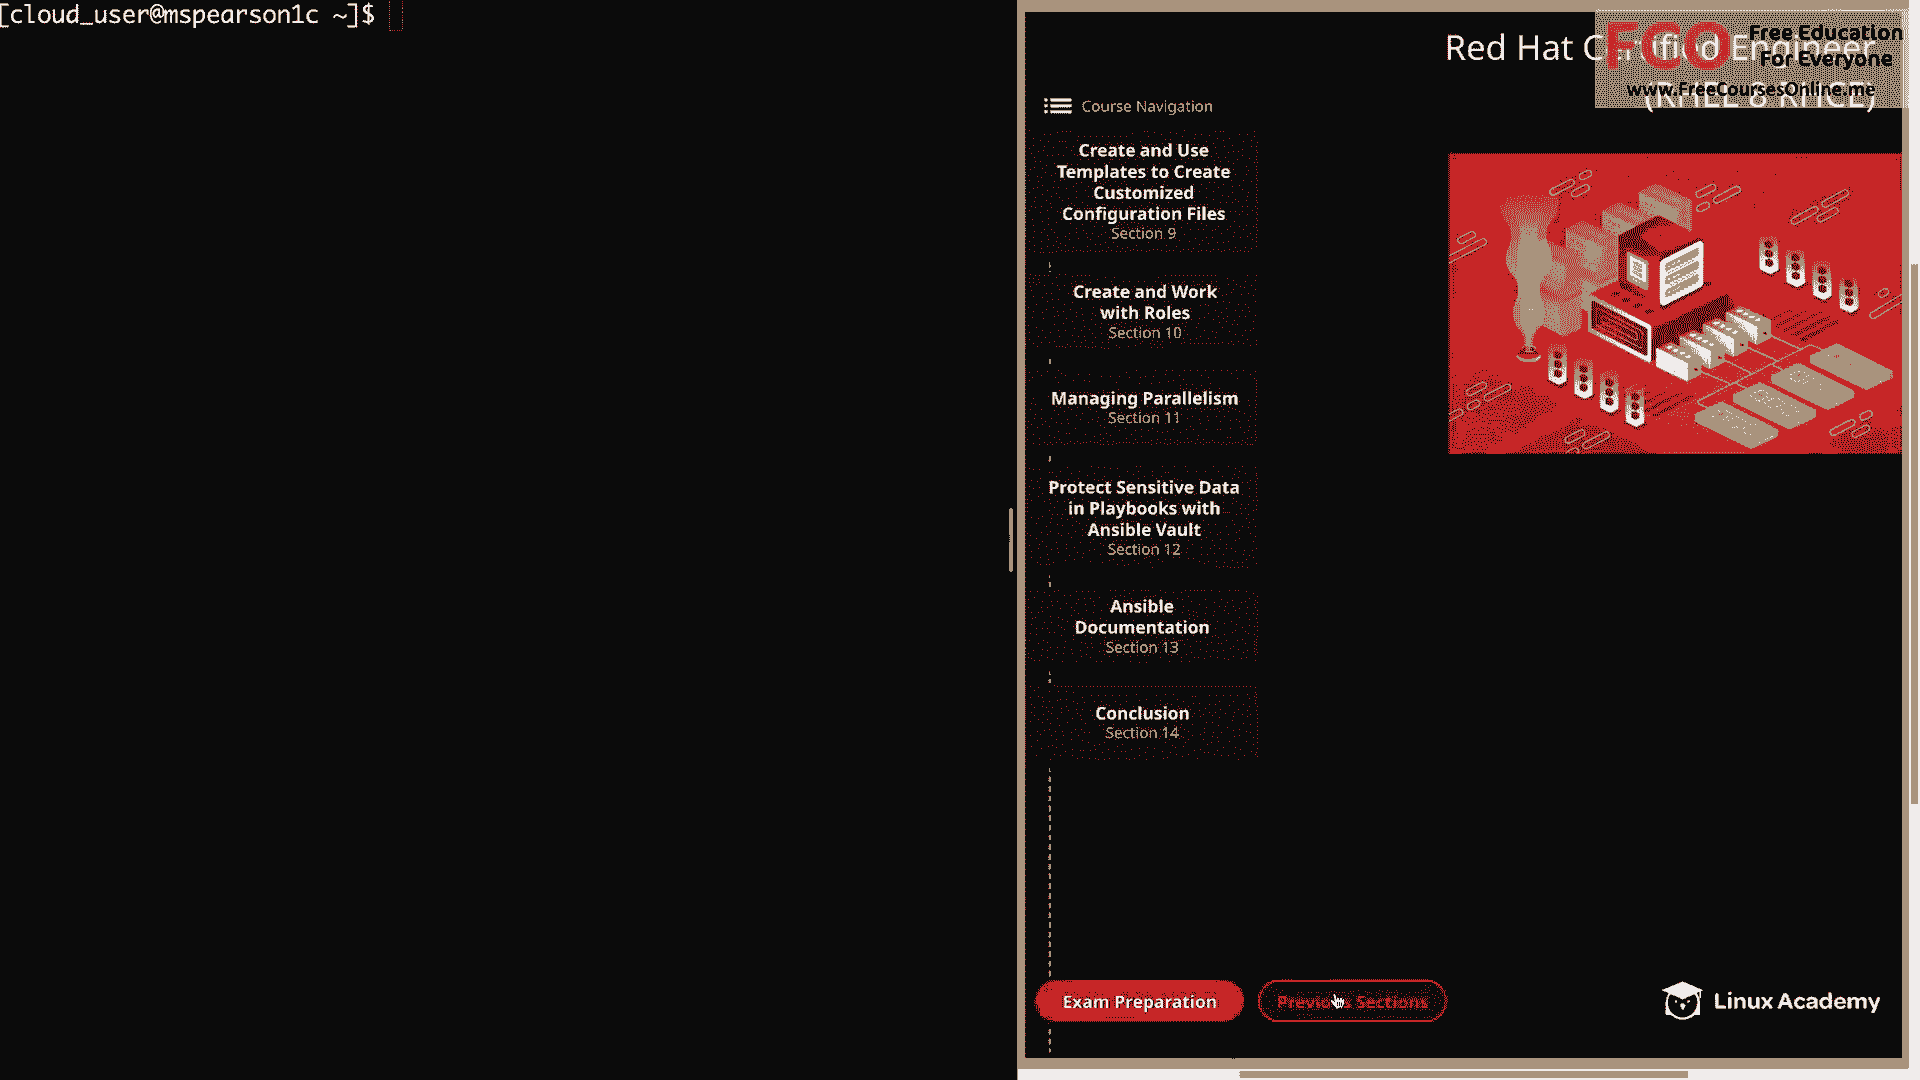 [cloud_user@mspearson1c ~]$
Red Hat Certified Engineer
(RHEL 8 RHCE)
FCO
Free Education
For Everyone
www.FreeCoursesOnline.me
Course Navigation
Create and Use
Templates to Create
Customized
Configuration Files
Section 9
Create and Work
with Roles
Section 10
Managing Parallelism
Section 11
Protect Sensitive Data
in Playbooks with
Ansible Vault
Section 12
Ansible
Documentation
Section 13
Conclusion
Section 14
Exam Preparation
Previous Sections
Linux Academy